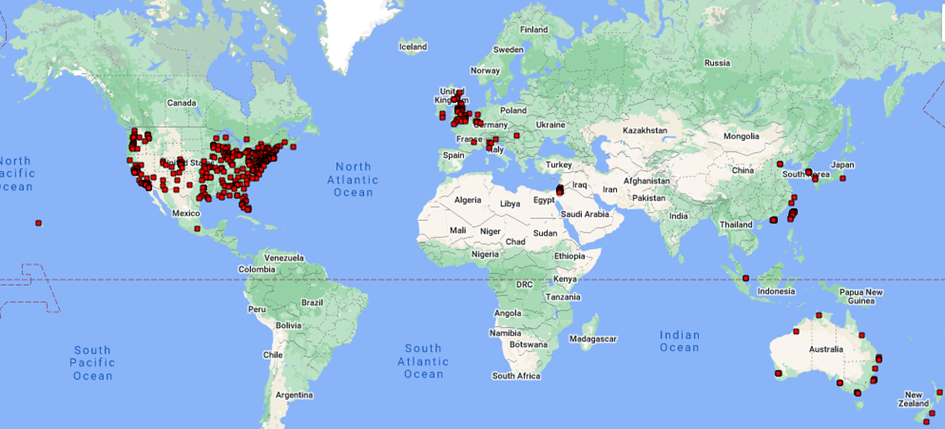 Iceland
Finland
Sweden
Norway
Russia
Canada
United
Kingdom
Poland
Germany
Ukraine
France
Italy
Spain
Kazakhstan
Mongolia
North
Atlantic
Ocean
Turkey
Iraq
Iran
Afghanistan
Pakistan
China
South Korea
Japan
Mexico
Algeria
Libya
Egypt
Saudi Arabia
India
Thailand
Mali
Niger
Chad
Sudan
Nigeria
Ethiopia
Venezuela
Colombia
DRC
Kenya
Tanzania
Indonesia
Papua New
Guinea
Peru
Brazil
Bolivia
Angola
Namibia
Botswana
Madagascar
South Africa
Chile
Argentina
South
Pacific
Ocean
South
Atlantic
Ocean
Indian
Ocean
Australia
New
Zealand